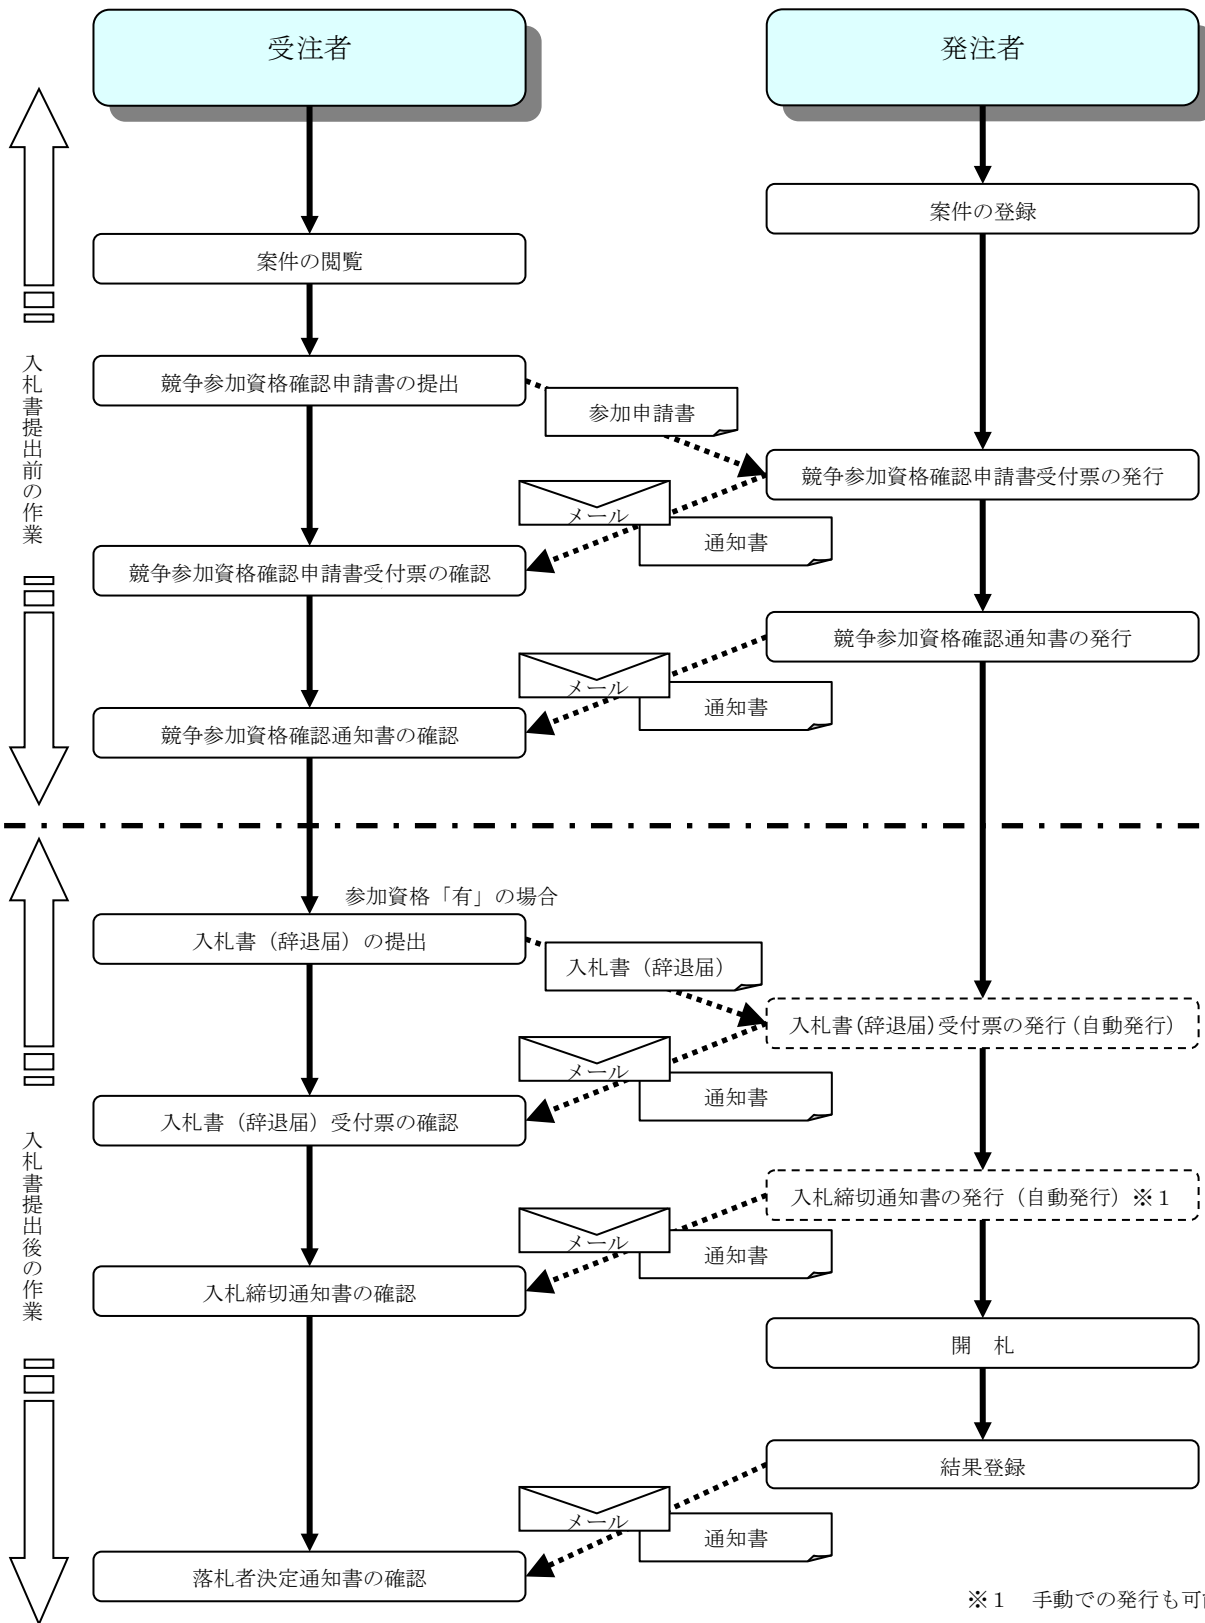 受注者
発注者
案件の登録
案件の閲覧
競争参加資格確認申請書の提出
参加申請書
競争参加資格確認申請書受付票の発行
メール
通知書
競争参加資格確認申請書受付票の確認
競争参加資格確認通知書の発行
メール
通知書
競争参加資格確認通知書の確認
入札書提出前の作業
参加資格「有」の場合
入札書（辞退届）の提出
入札書（辞退届）
入札書(辞退届)受付票の発行(自動発行)
メール
通知書
入札書（辞退届）受付票の確認
入札締切通知書の発行（自動発行）※１
メール
通知書
入札締切通知書の確認
入札書提出後の作業
開　札
結果登録
メール
通知書
落札者決定通知書の確認
※１　手動での発行も可